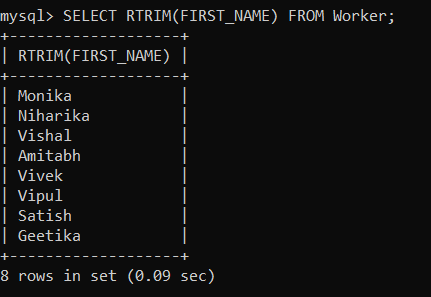 mysql> SELECT RTRIM(FIRST_NAME) FROM Worker;
+-------------------+
| RTRIM(FIRST_NAME) |
+-------------------+
| Monika            |
| Niharika          |
| Vishal            |
| Amitabh           |
| Vivek             |
| Vipul             |
| Satish            |
| Geetika           |
+-------------------+
8 rows in set (0.09 sec)